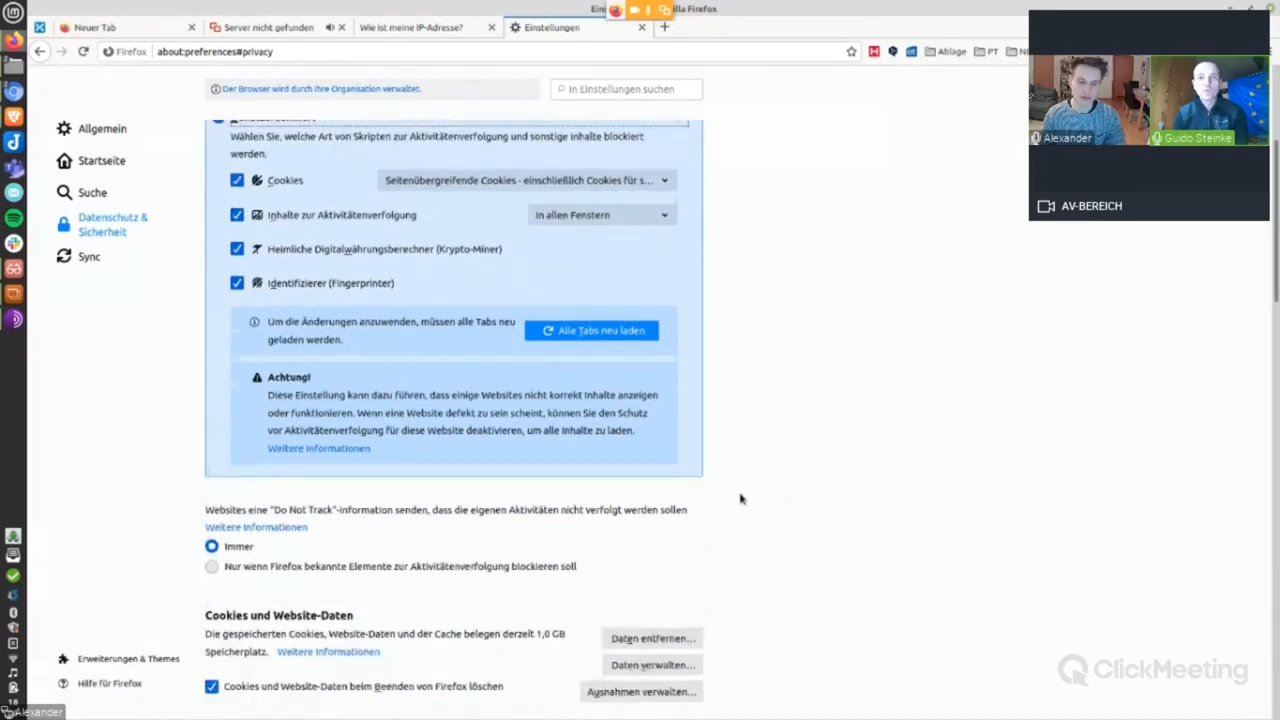 lla Firefox
Neuer Tab
Server nicht gefunden
Wie ist meine IP-Adresse?
Einstellungen
Firefox
about:preferences#privacy
Ablage
PT
Der Browser wird durch Ihre Organisation verwaltet.
In Einstellungen suchen
Allgemein
Startseite
Suche
Datenschutz &
Sicherheit
Sync
Wählen Sie, welche Art von Skripten zur Aktivitätenverfolgung und sonstige Inhalte blockiert
werden.
Cookies
Seitenübergreifende Cookies - einschließlich Cookies für s...
Inhalte zur Aktivitätenverfolgung
In allen Fenstern
Heimliche Digitalwährungsberechner (Krypto-Miner)
Identifizierer (Fingerprinter)
Um die Änderungen anzuwenden, müssen alle Tabs neu
geladen werden.
Alle Tabs neu laden
Achtung!
Diese Einstellung kann dazu führen, dass einige Websites nicht korrekt Inhalte anzeigen
oder funktionieren. Wenn eine Website defekt zu sein scheint, können Sie den Schutz
vor Aktivitätenverfolgung für diese Website deaktivieren, um alle Inhalte zu laden.
Weitere Informationen
Websites eine "Do Not Track"-Information senden, dass die eigenen Aktivitäten nicht verfolgt werden sollen
Weitere Informationen
Immer
Nur wenn Firefox bekannte Elemente zur Aktivitätenverfolgung blockieren soll
Cookies und Website-Daten
Die gespeicherten Cookies, Website-Daten und der Cache belegen derzeit 1,0 GB
Speicherplatz. Weitere Informationen
Daten entfernen...
Daten verwalten...
Cookies und Website-Daten beim Beenden von Firefox löschen
Ausnahmen verwalten...
Erweiterungen & Themes
Hilfe für Firefox
Alexander
Guido Steinke
AV-BEREICH
ClickMeeting
18
Alexander